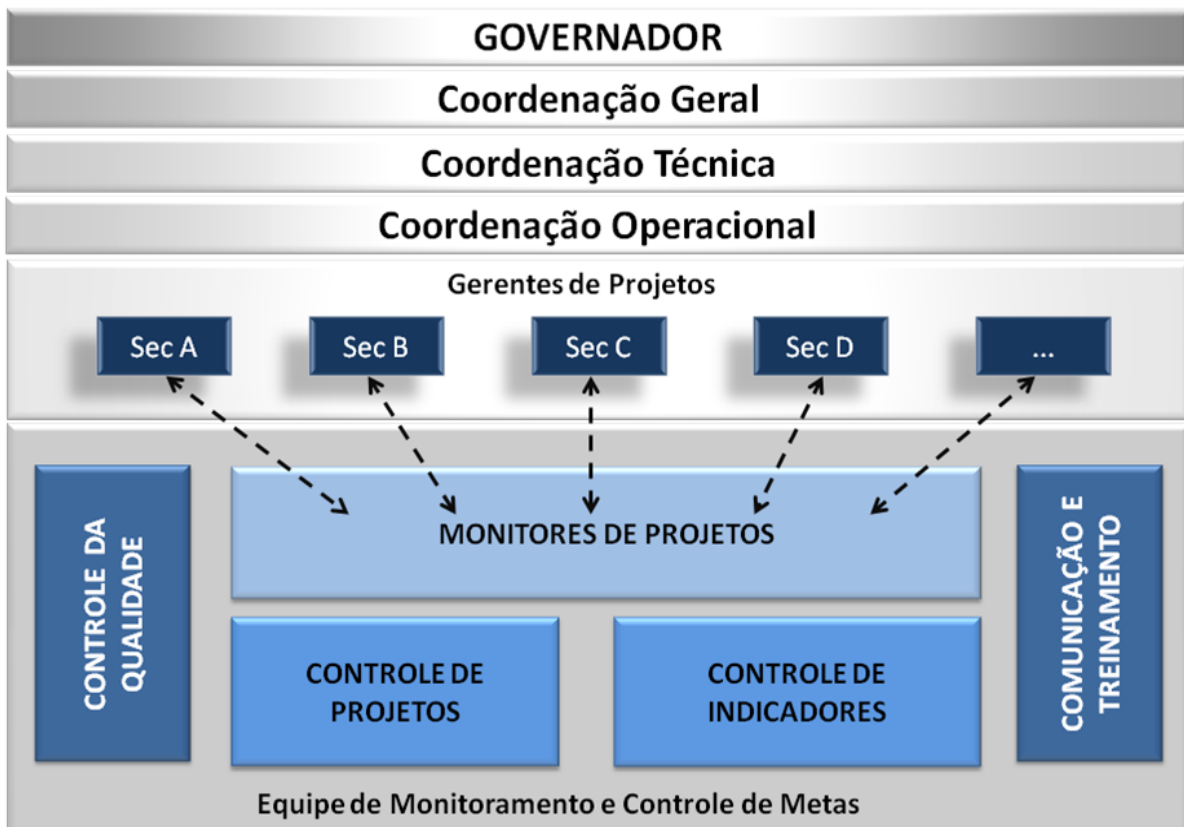 GOVERNADOR
Coordenação Geral
Coordenação Técnica
Coordenação Operacional
Gerentes de Projetos
Sec A
Sec B
Sec C
Sec D
...
CONTROLE DA
QUALIDADE
MONITORES DE PROJETOS
CONTROLE DE
PROJETOS
CONTROLE DE
INDICADORES
COMUNICAÇÃO E
TREINAMENTO
Equipe de Monitoramento e Controle de Metas